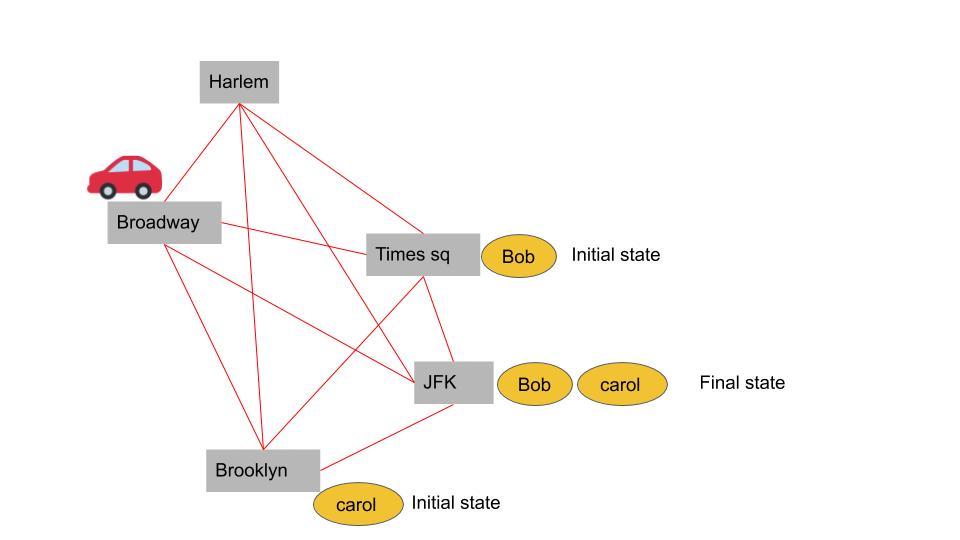 Harlem
Broadway
Times sq
Bob
Initial state
JFK
Bob
carol
Final state
Brooklyn
carol
Initial state